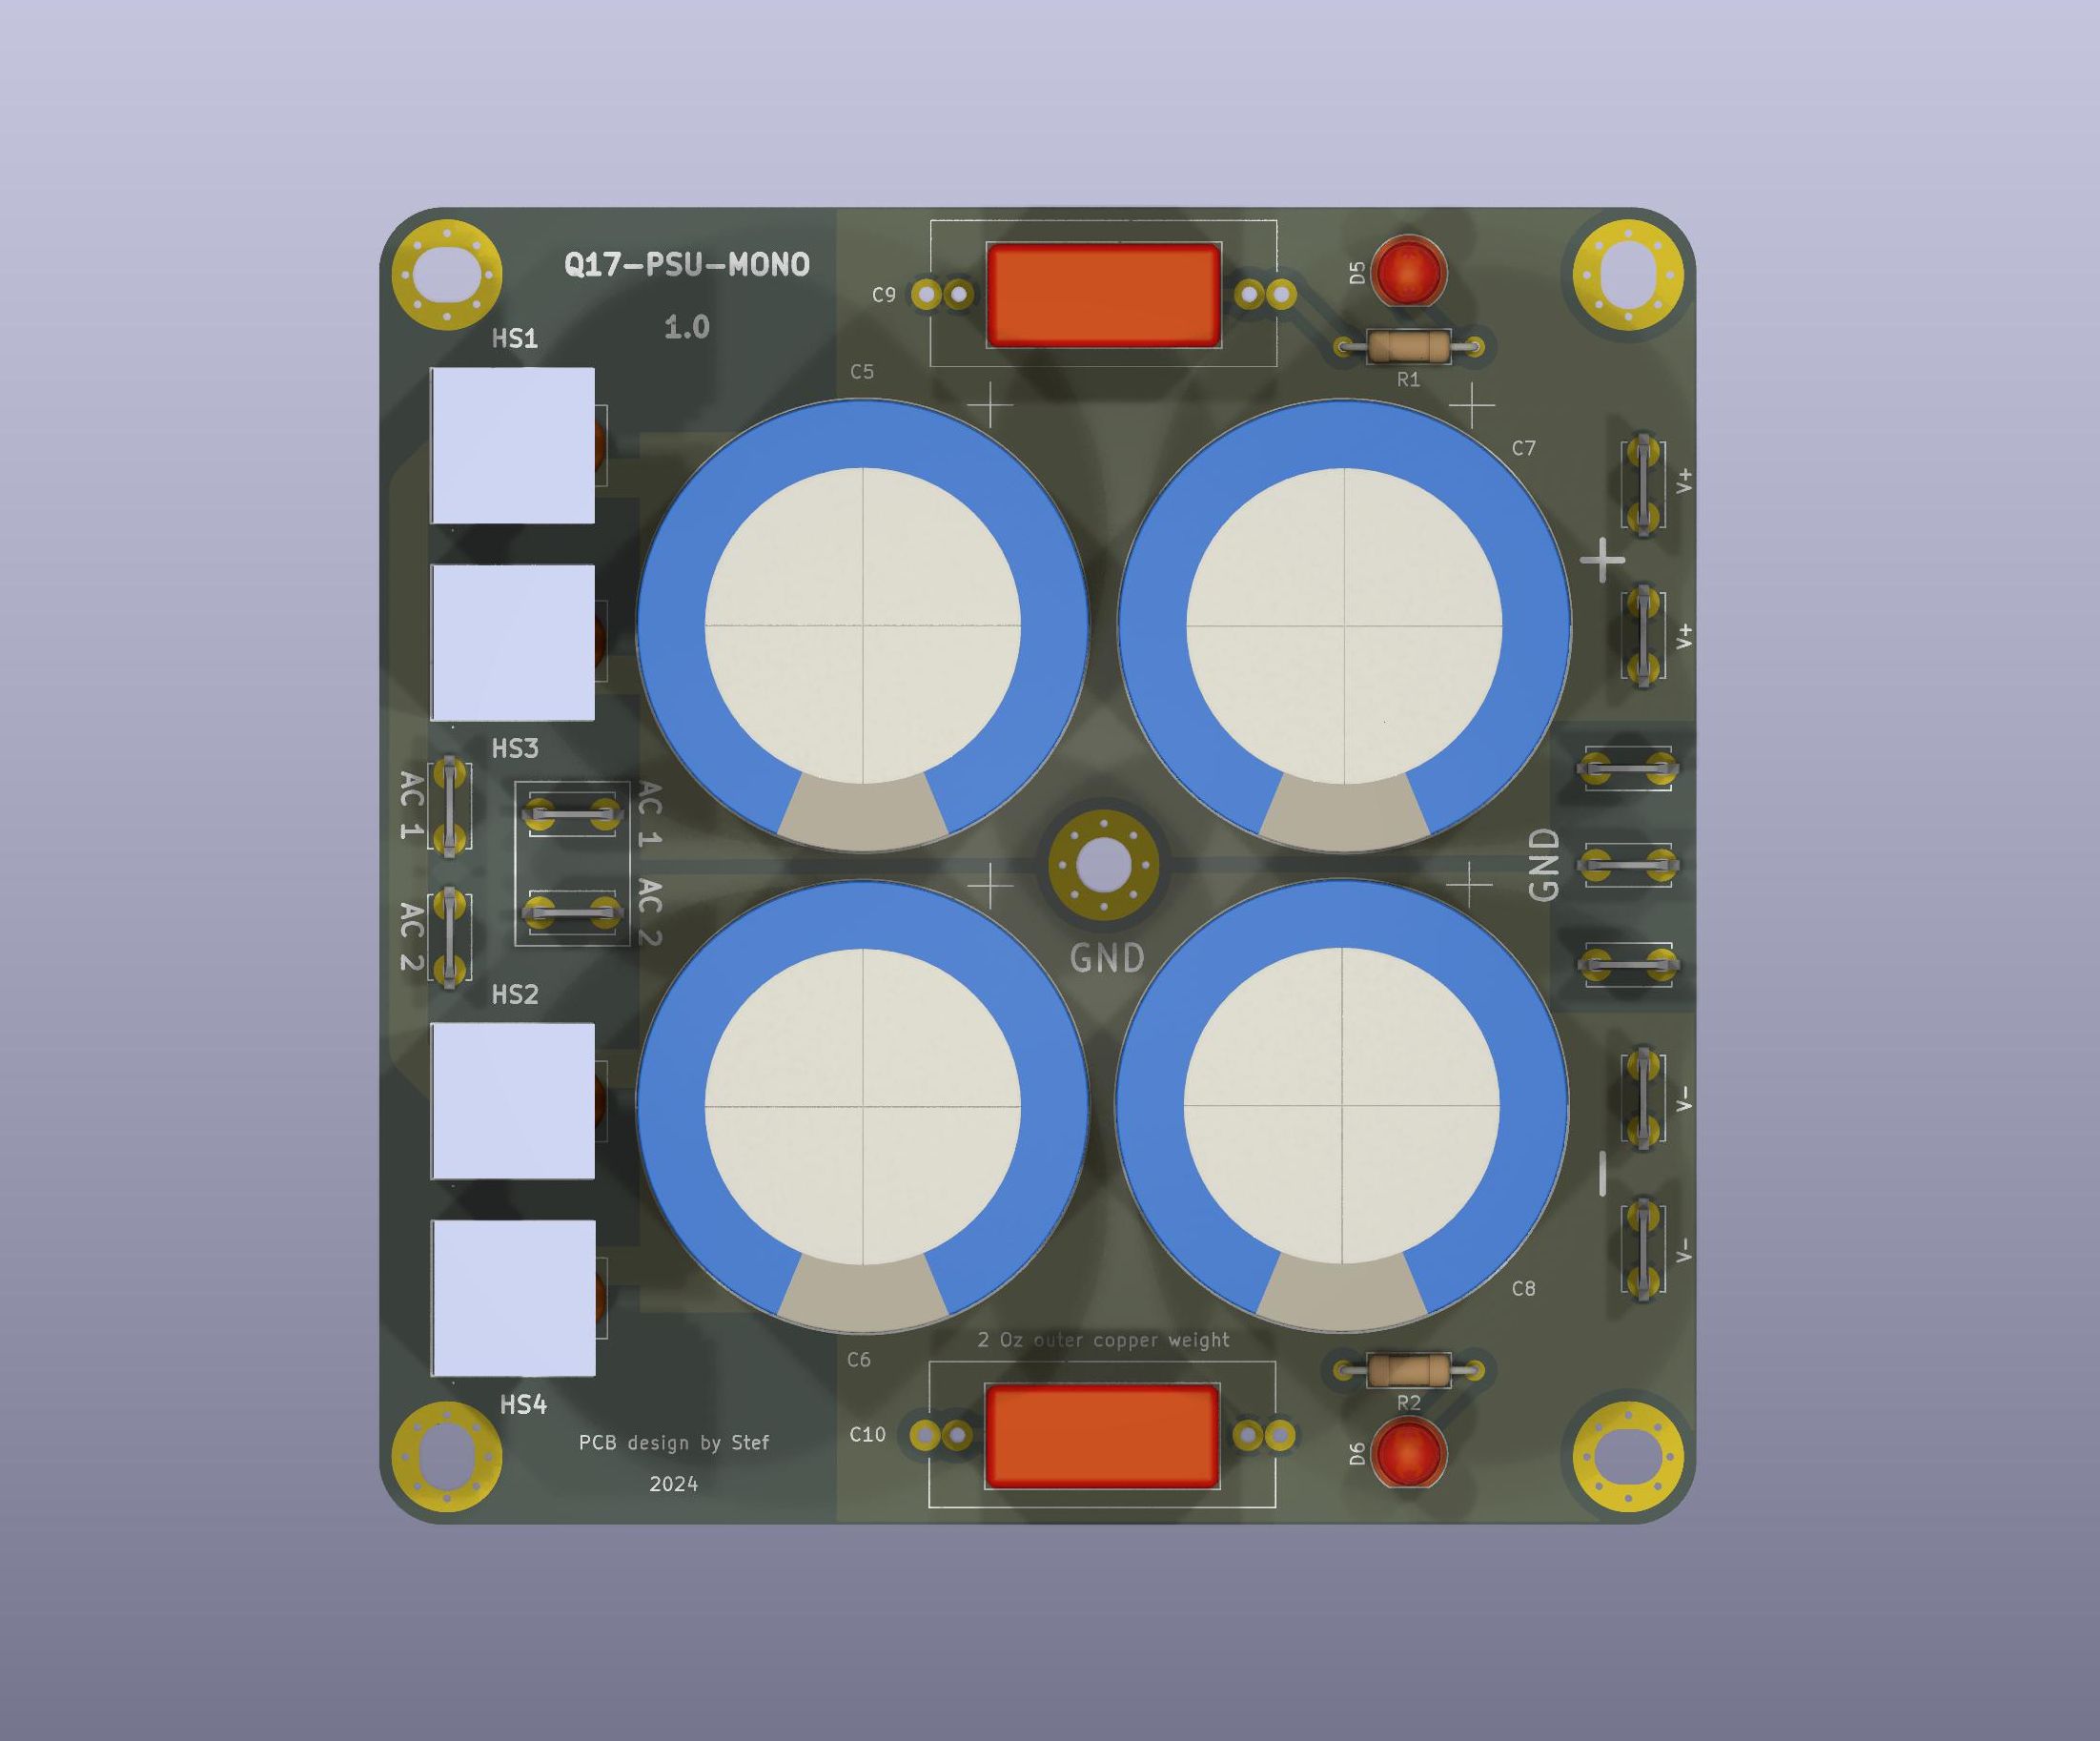 Q17-PSU-MONO
1.0
HS1
C9
D5
R1
C5
C7
V+
+
V+
HS3
AC 1
AC 1
AC 2
AC 2
GND
GND
HS2
V-
V-
C8
2 Oz outer copper weight
C6
HS4
R2
C10
D6
PCB design by Stef
2024